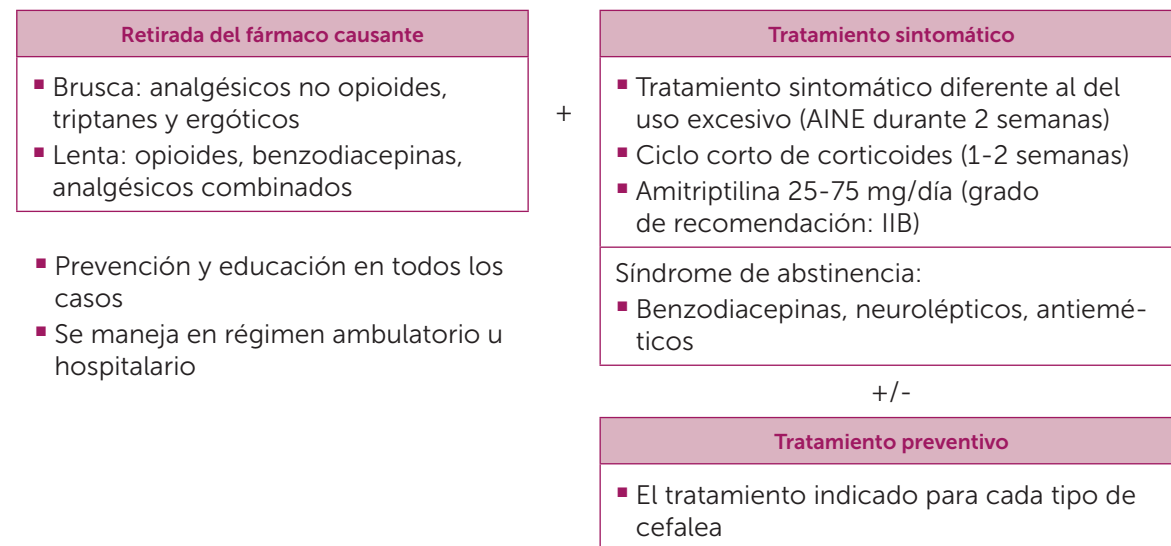 Retirada del fármaco causante
▪ Brusca: analgésicos no opioides,
triptanes y ergóticos
▪ Lenta: opioides, benzodiacepinas,
analgésicos combinados
▪ Prevención y educación en todos los
casos
▪ Se maneja en régimen ambulatorio u
hospitalario
+
Tratamiento sintomático
▪ Tratamiento sintomático diferente al del
uso excesivo (AINE durante 2 semanas)
▪ Ciclo corto de corticoides (1-2 semanas)
▪ Amitriptilina 25-75 mg/día (grado
de recomendación: IIB)
Síndrome de abstinencia:
▪ Benzodiacepinas, neurolépticos, antiemé-
ticos
+/-
Tratamiento preventivo
▪ El tratamiento indicado para cada tipo de
cefalea